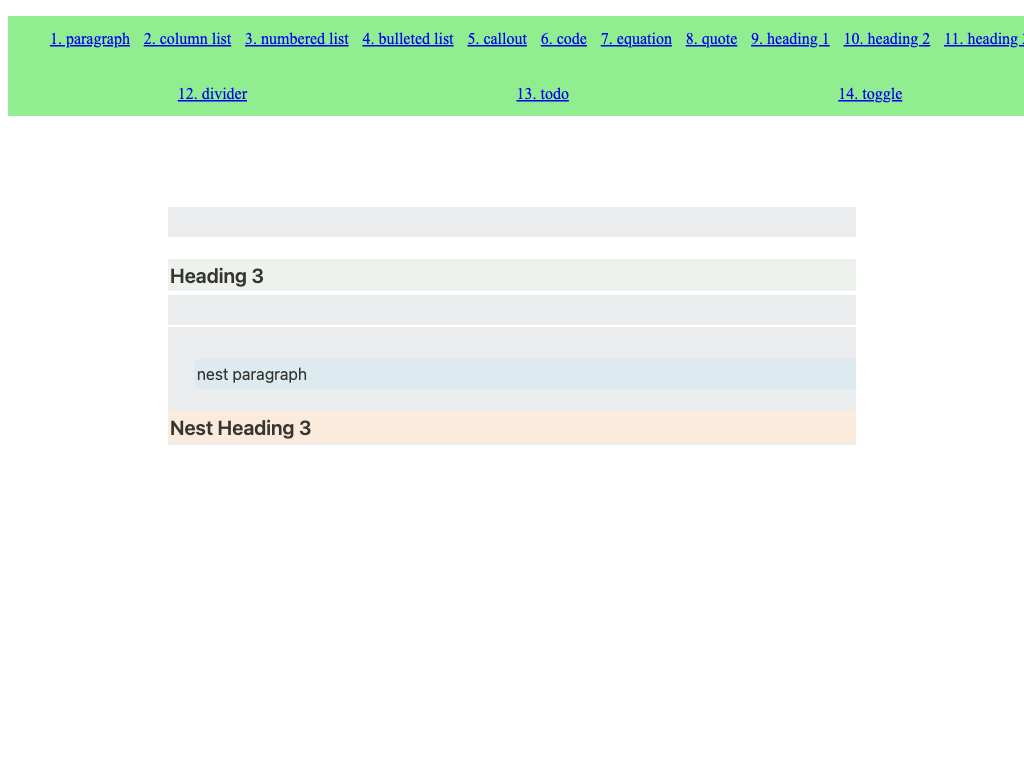 1. paragraph 2. column list 3. numbered list 4. bulleted list 5. callout 6. code 7. equation 8. quote 9. heading 1 10. heading 2 11. heading
12. divider 13. todo 14. toggle
Heading 3
nest paragraph
Nest Heading 3